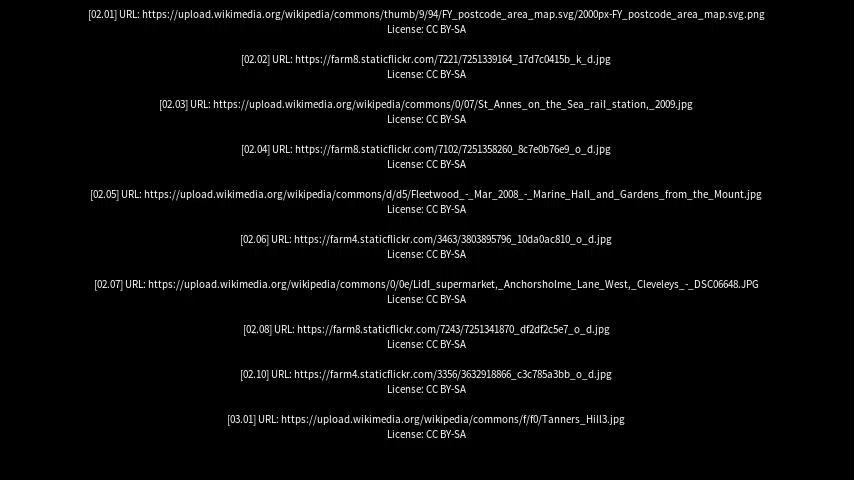 [02.01] URL: https://upload.wikimedia.org/wikipedia/commons/thumb/9/94/FY_postcode_area_map.svg/2000px-FY_postcode_area_map.svg.png
License: CC BY-SA
[02.02] URL: https://farm8.staticflickr.com/7221/7251339164_17d7c0415b_k_d.jpg
License: CC BY-SA
[02.03] URL: https://upload.wikimedia.org/wikipedia/commons/0/07/St_Annes_on_the_Sea_rail_station,_2009.jpg
License: CC BY-SA
[02.04] URL: https://farm8.staticflickr.com/7102/7251358260_8c7e0b76e9_o_d.jpg
License: CC BY-SA
[02.05] URL: https://upload.wikimedia.org/wikipedia/commons/d/d5/Fleetwood_-_Mar_2008_-_Marine_Hall_and_Gardens_from_the_Mount.jpg
License: CC BY-SA
[02.06] URL: https://farm4.staticflickr.com/3463/3803895796_10da0ac810_o_d.jpg
License: CC BY-SA
[02.07] URL: https://upload.wikimedia.org/wikipedia/commons/0/0e/Lidl_supermarket,_Anchorsholme_Lane_West,_Cleveleys_-_DSC06648.JPG
License: CC BY-SA
[02.08] URL: https://farm8.staticflickr.com/7243/7251341870_df2df2c5e7_o_d.jpg
License: CC BY-SA
[02.10] URL: https://farm4.staticflickr.com/3356/3632918866_c3c785a3bb_o_d.jpg
License: CC BY-SA
[03.01] URL: https://upload.wikimedia.org/wikipedia/commons/f/f0/Tanners_Hill3.jpg
License: CC BY-SA